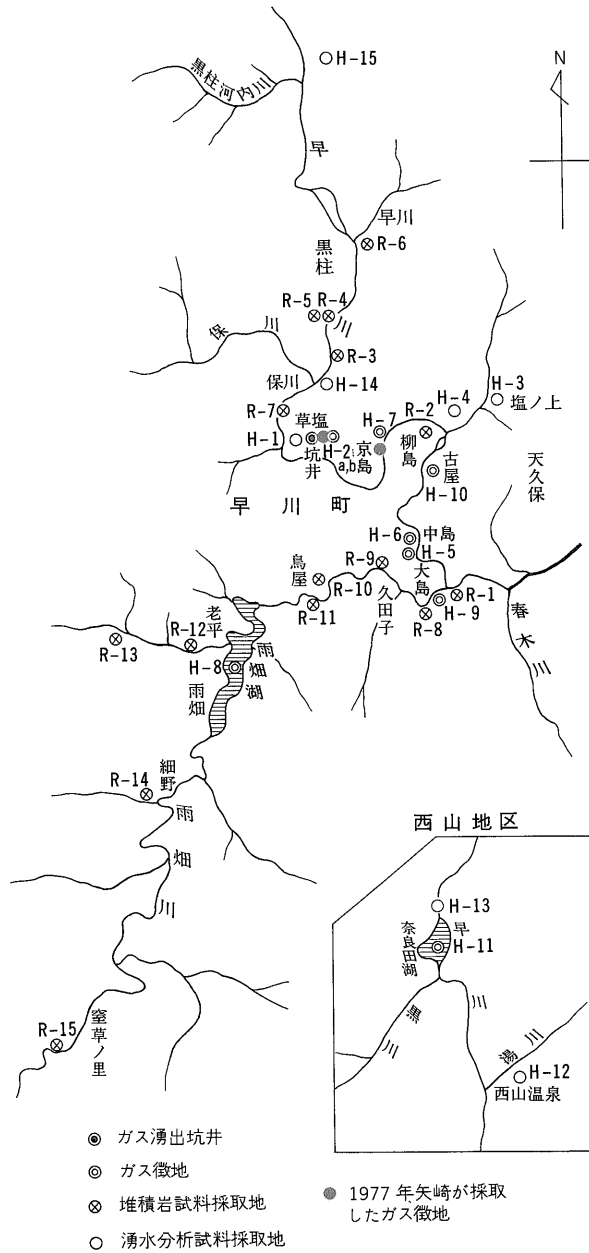 H-15
N
黒柱河内川
早
早川
黒柱
R-6
R-5 R-4
川
保川
R-3
保川
H-14
H-3
塩ノ上
H-4
R-7
草塩
H-7
R-2
H-1
坑井
H-2
a,b
京島
柳島
古屋
H-10
天久保
早川町
H-6
中島
H-5
大島
R-9
鳥屋
R-10
R-11
久田子
R-1
H-9
R-8
春木川
老平
R-12
R-13
H-8
雨畑湖
雨畑
細野
R-14
雨畑川
西山地区
H-13
奈良田湖
早川
H-11
黒川
湯川
H-12
西山温泉
R-15
窪草ノ里
ガス湧出坑井
ガス徴地
堆積岩試料採取地
湧水分析試料採取地
1977年矢崎が採取
したガス徴地